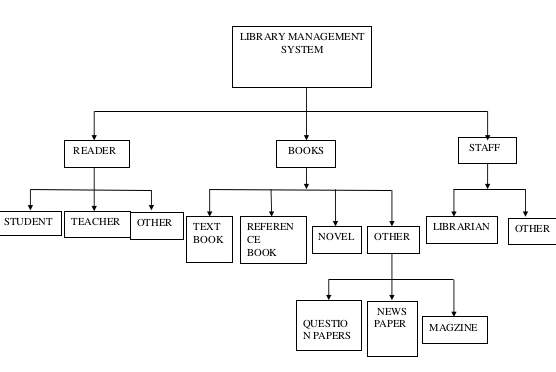 LIBRARY MANAGEMENT
SYSTEM
READER
BOOKS
STAFF
STUDENT
TEACHER
OTHER
TEXT
BOOK
REFEREN
CE
BOOK
NOVEL
OTHER
LIBRARIAN
OTHER
QUESTIO
N PAPERS
NEWS
PAPER
MAGZINE